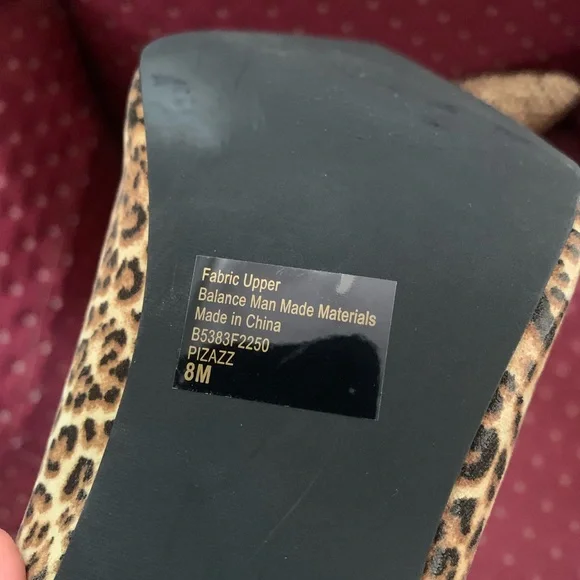 Fabric Upper
Balance Man Made Materials
Made in China
B5383F2250
PIZAZZ
8M